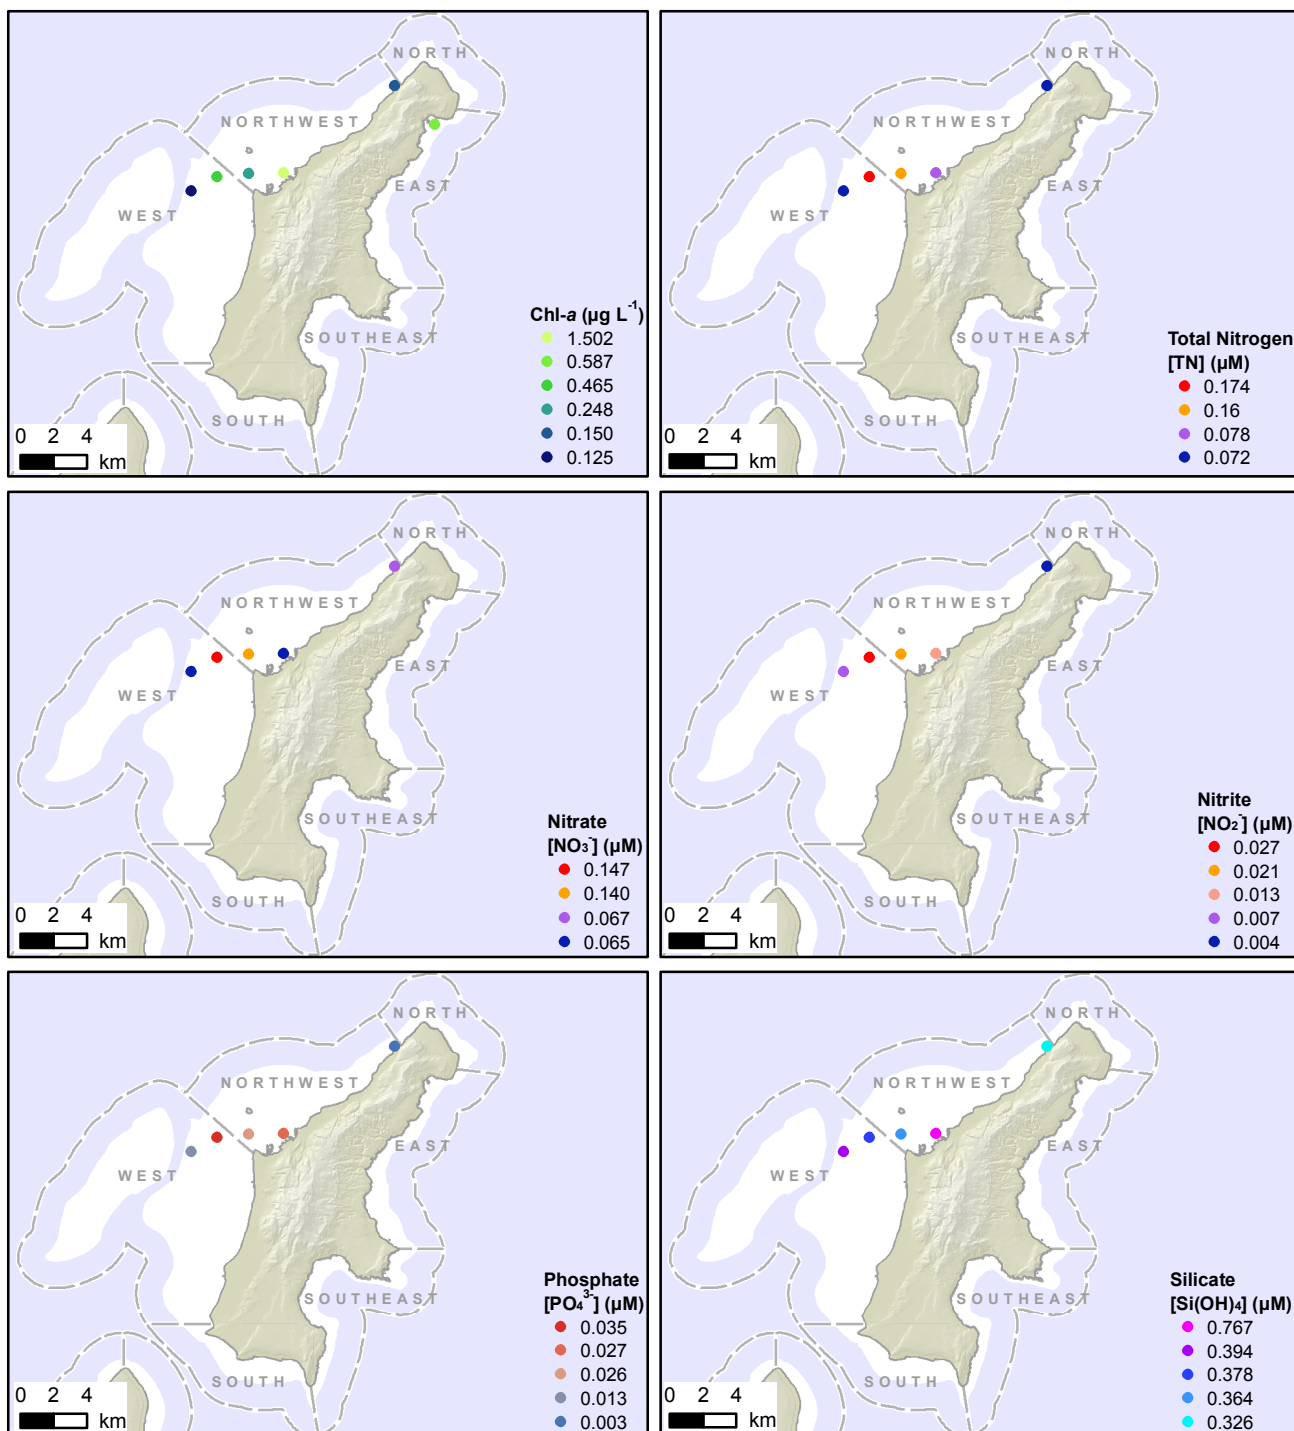 NORTH
NORTHWEST
EAST
WEST
SOUTHEAST
SOUTH
Chl-a (µg L⁻¹)
1.502
0.587
0.465
0.248
0.150
0.125
0 2 4
km
NORTH
NORTHWEST
EAST
WEST
SOUTHEAST
SOUTH
Total Nitrogen
[TN] (µM)
0.174
0.16
0.078
0.072
0 2 4
km
NORTH
NORTHWEST
EAST
WEST
SOUTHEAST
SOUTH
Nitrate
[NO₃⁻] (µM)
0.147
0.140
0.067
0.065
0 2 4
km
NORTH
NORTHWEST
EAST
WEST
SOUTHEAST
SOUTH
Nitrite
[NO₂⁻] (µM)
0.027
0.021
0.013
0.007
0.004
0 2 4
km
NORTH
NORTHWEST
EAST
WEST
SOUTHEAST
SOUTH
Phosphate
[PO₄³⁻] (µM)
0.035
0.027
0.026
0.013
0.003
0 2 4
km
NORTH
NORTHWEST
EAST
WEST
SOUTHEAST
SOUTH
Silicate
[Si(OH)₄] (µM)
0.767
0.394
0.378
0.364
0.326
0 2 4
km